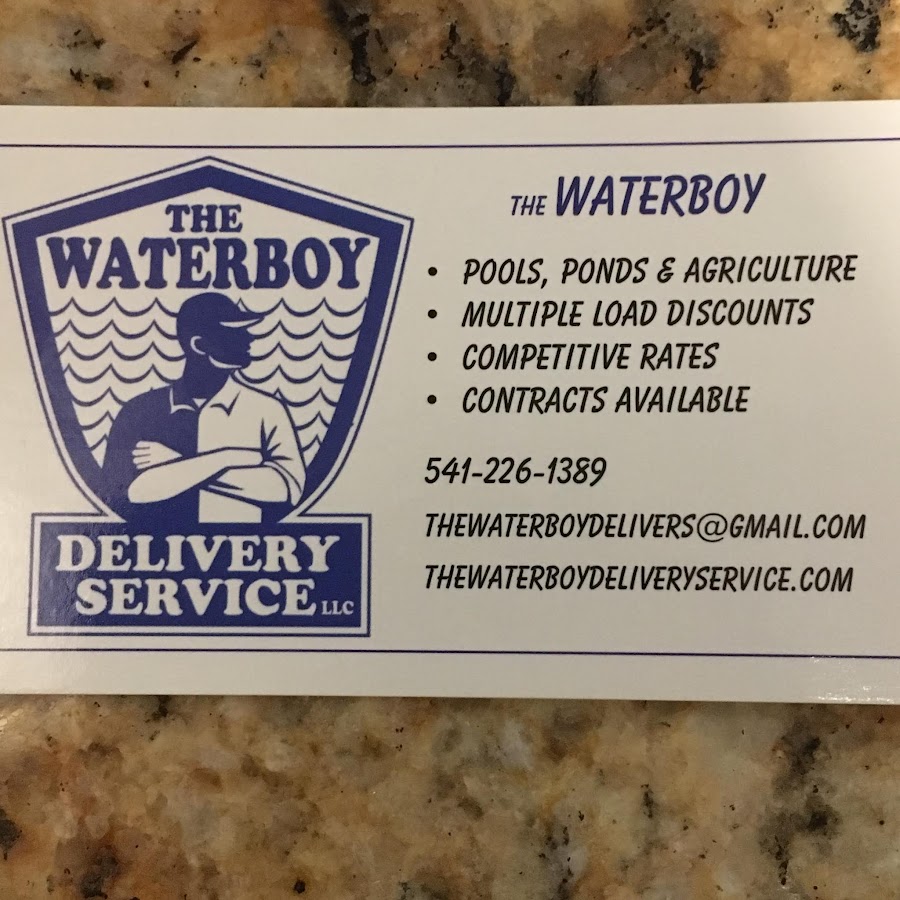 THE
WATERBOY
DELIVERY
SERVICE LLC
THE WATERBOY
• POOLS, PONDS & AGRICULTURE
• MULTIPLE LOAD DISCOUNTS
• COMPETITIVE RATES
• CONTRACTS AVAILABLE
541-226-1389
THEWATERBOYDELIVERS@GMAIL.COM
THEWATERBOYDELIVERYSERVICE.COM